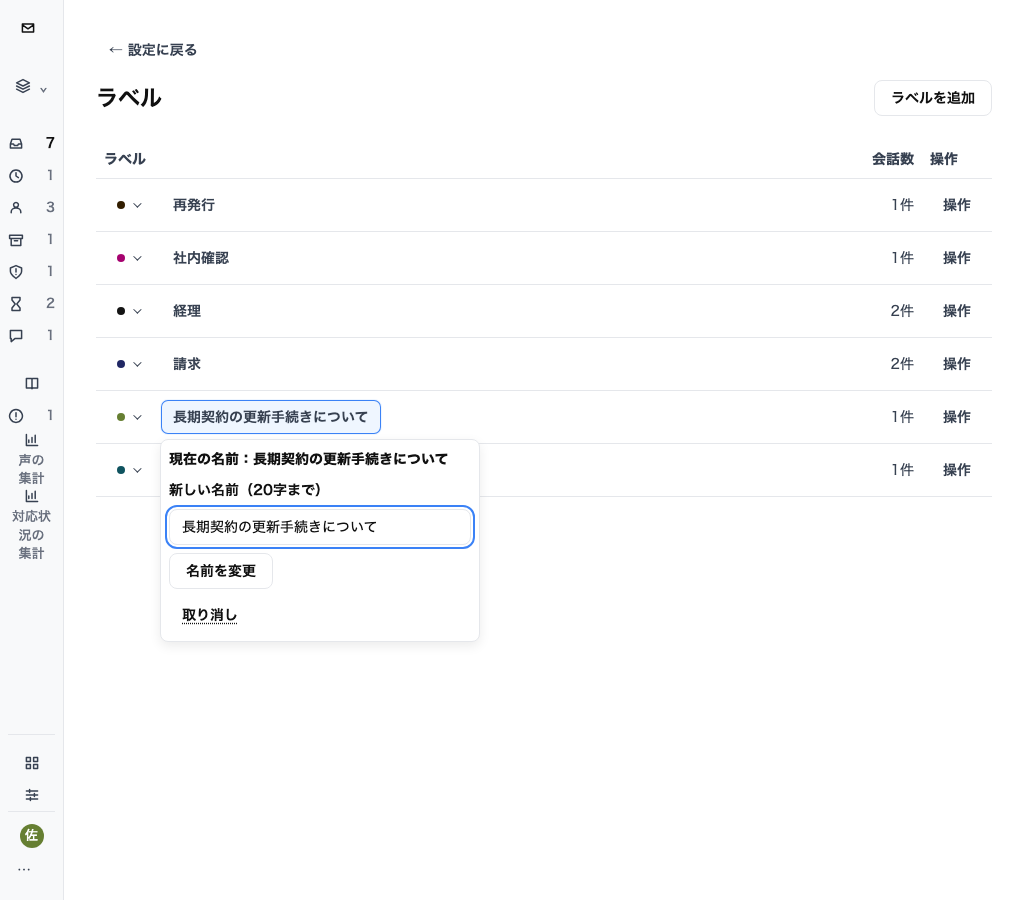 ← 設定に戻る
ラベル
ラベルを追加
ラベル 会話数 操作
再発行 1件 操作
社内確認 1件 操作
経理 2件 操作
請求 2件 操作
長期契約の更新手続きについて 1件 操作
1件 操作
現在の名前：長期契約の更新手続きについて
新しい名前（20字まで）
長期契約の更新手続きについて
名前を変更
取り消し
7
1
3
1
1
2
1
1
声の
集計
対応状
況の
集計
佐
…